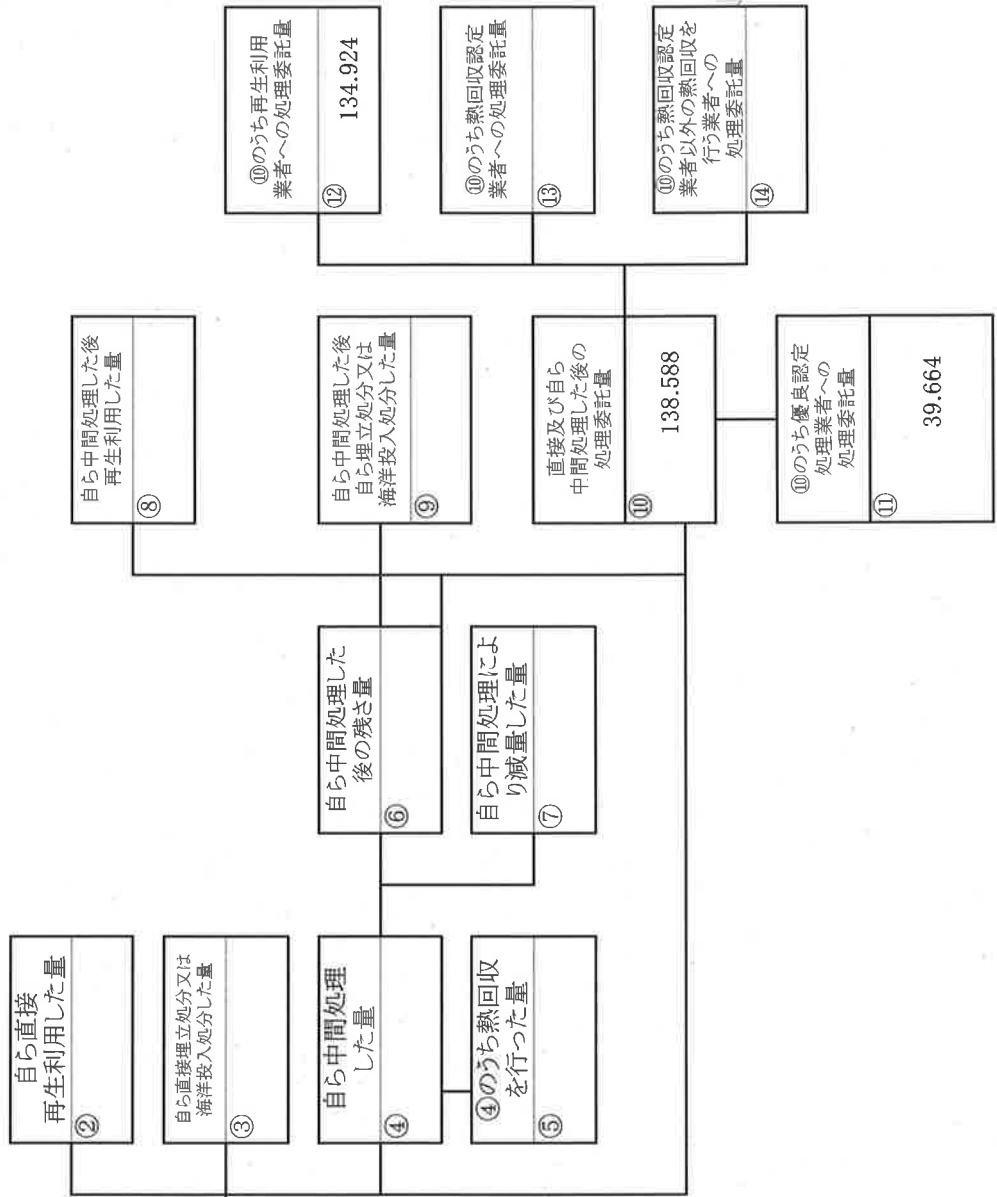 自ら直接
再生利用した量
②
自ら直接埋立処分又は
海洋投入処分した量
③
自ら中間処理
した量
④
④のうち熱回収
を行った量
⑤
自ら中間処理した
後の残さ量
⑥
自ら中間処理によ
り減量した量
⑦
自ら中間処理した後
再生利用した量
⑧
自ら中間処理した後
自ら埋立処分又は
海洋投入処分した量
⑨
直接及び自ら
中間処理した後の
処理委託量
⑩
138.588
⑩のうち優良認定
処理業者への
処理委託量
⑪
39.664
⑩のうち再生利用
業者への処理委託量
⑫
134.924
⑩のうち熱回収認定
業者への処理委託量
⑬
⑩のうち熱回収認定
業者以外の熱回収を
行う業者への
処理委託量
⑭